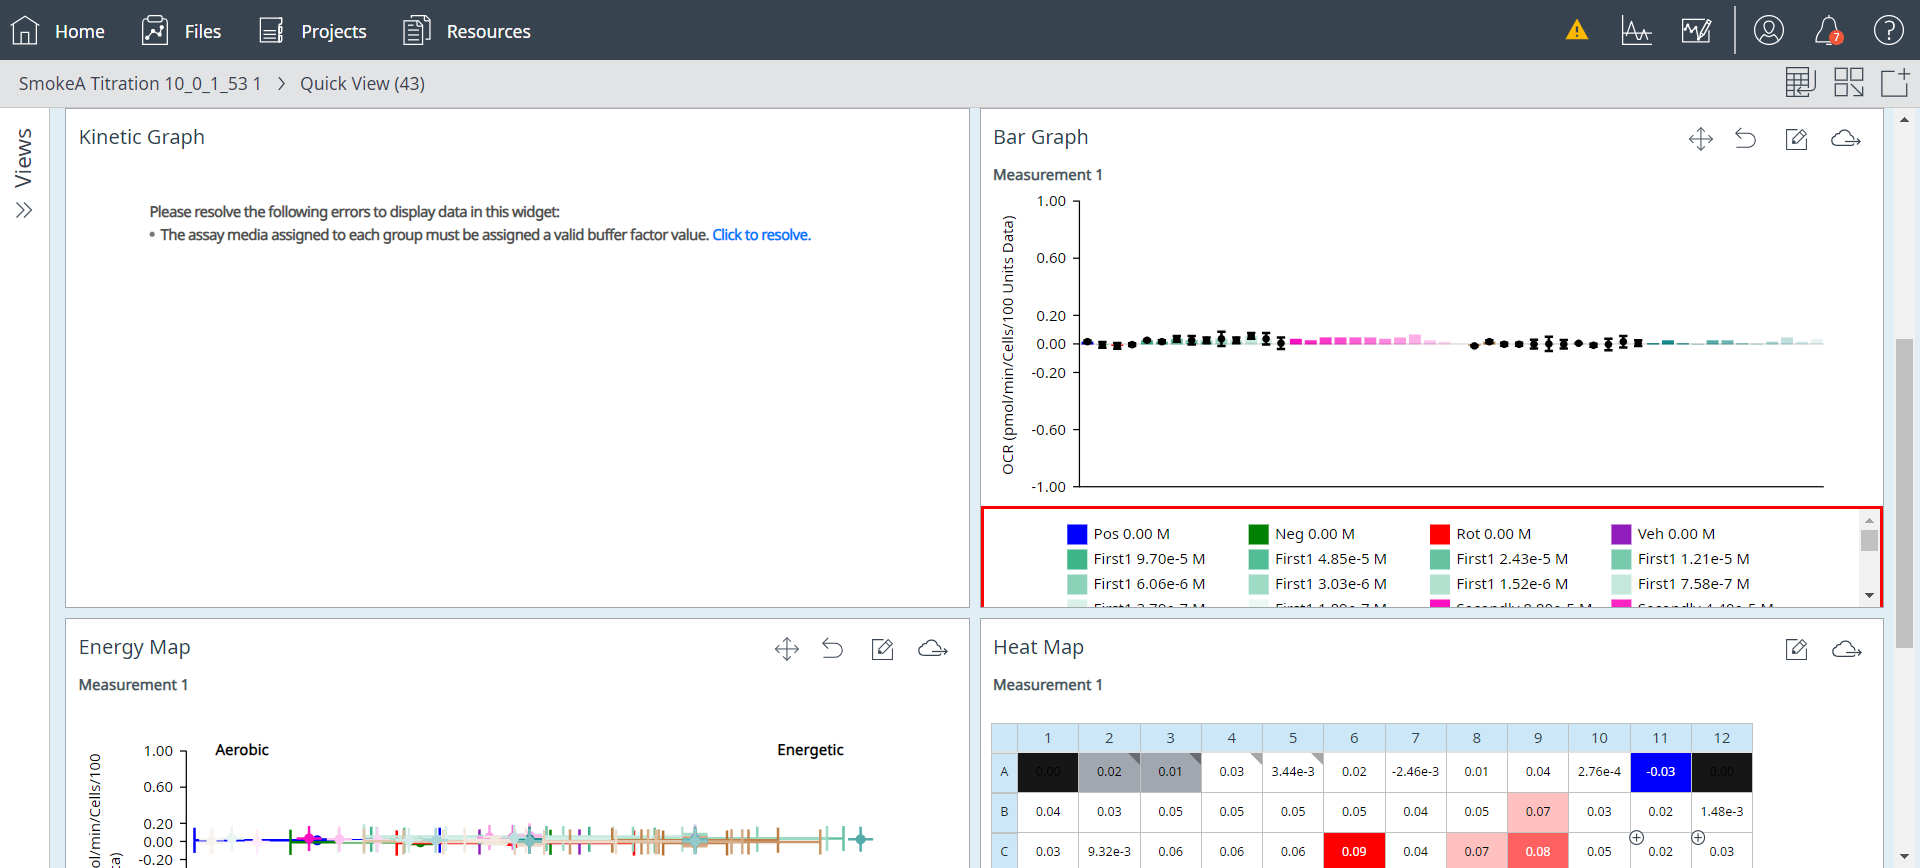 Home Files Projects Resources 7
SmokeA Titration 10_0_1_53 1 > Quick View (43)
Views
Kinetic Graph
Please resolve the following errors to display data in this widget:
• The assay media assigned to each group must be assigned a valid buffer factor value. Click to resolve.
Bar Graph
Measurement 1
OCR (pmol/min/Cells/100 Units Data)
1.00
0.60
0.20
0.00
-0.20
-0.60
-1.00
Pos 0.00 M Neg 0.00 M Rot 0.00 M Veh 0.00 M
First1 9.70e-5 M First1 4.85e-5 M First1 2.43e-5 M First1 1.21e-5 M
First1 6.06e-6 M First1 3.03e-6 M First1 1.52e-6 M First1 7.58e-7 M
Energy Map
Measurement 1
Aerobic Energetic
1.00
0.60
0.20
0.00
-0.20
ol/min/Cells/100
ta)
Heat Map
Measurement 1
1 2 3 4 5 6 7 8 9 10 11 12
A 0.00 0.02 0.01 0.03 3.44e-3 0.02 -2.46e-3 0.01 0.04 2.76e-4 -0.03 0.00
B 0.04 0.03 0.05 0.05 0.05 0.05 0.04 0.05 0.07 0.03 0.02 1.48e-3
C 0.03 9.32e-3 0.06 0.06 0.06 0.09 0.04 0.07 0.08 0.05 0.02 0.03